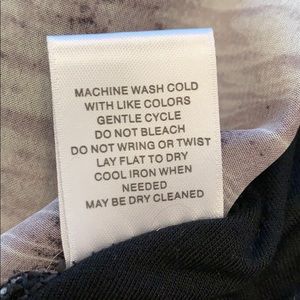 MACHINE WASH COLD
WITH LIKE COLORS
GENTLE CYCLE
DO NOT BLEACH
DO NOT WRING OR TWIST
LAY FLAT TO DRY
COOL IRON WHEN
NEEDED
MAY BE DRY CLEANED